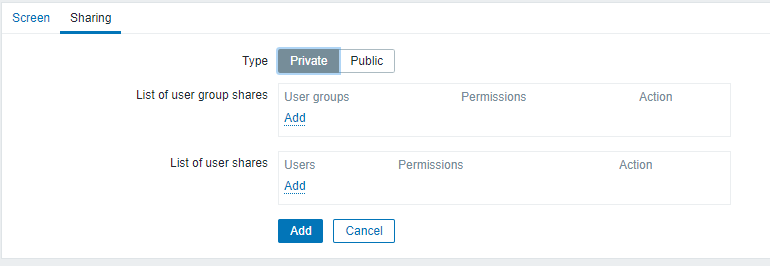 Screen Sharing
Type Private Public
List of user group shares User groups Permissions Action
Add
List of user shares Users Permissions Action
Add
Add Cancel